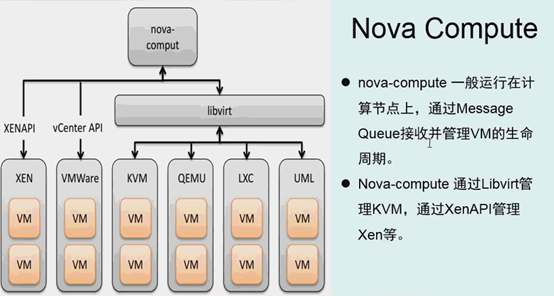 nova-
comput
libvirt
XENAPI
vCenter API
XEN
VMWare
KVM
QEMU
LXC
UML
VM
VM
VM
VM
VM
VM
VM
VM
VM
VM
VM
VM
Nova Compute
nova-compute 一般运行在计
算节点上，通过Message
Queue接收并管理VM的生命
周期。
Nova-compute 通过Libvirt管
理KVM，通过XenAPI管理
Xen等。